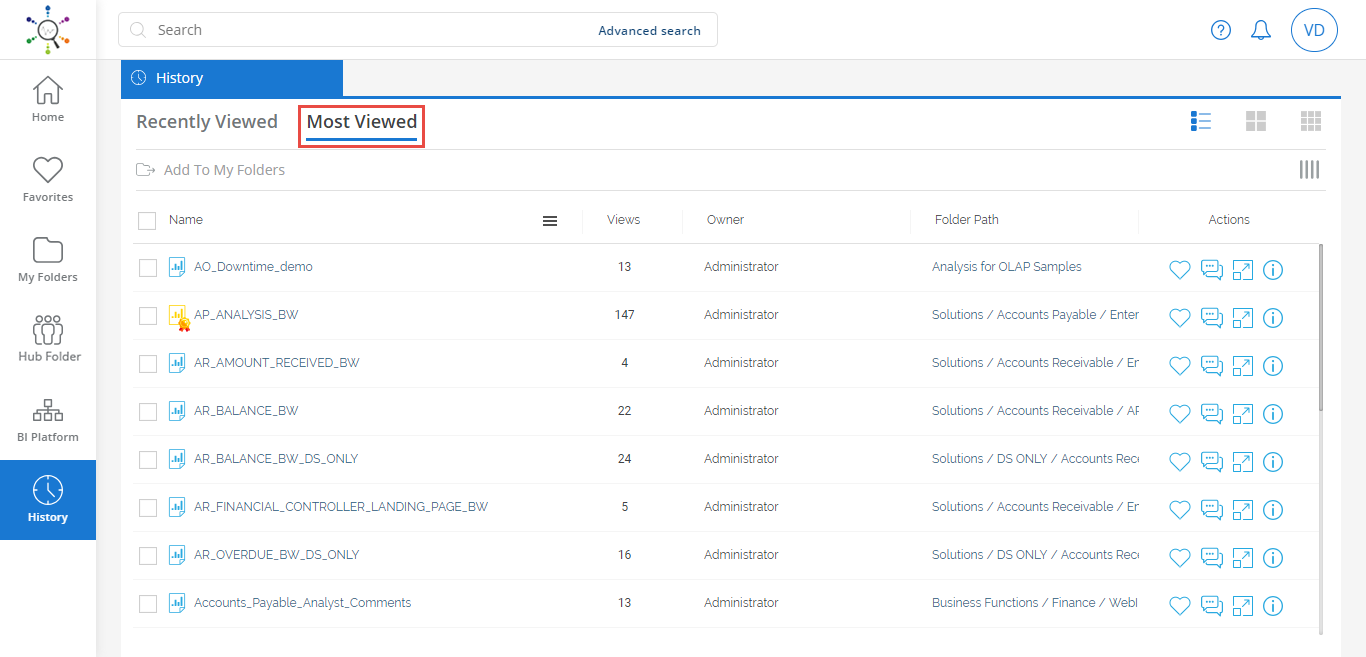 Search Advanced search VD
History
Home
Favorites
My Folders
Hub Folder
BI Platform
History
Recently Viewed Most Viewed
Add To My Folders
Name Views Owner Folder Path Actions
AO_Downtime_demo 13 Administrator Analysis for OLAP Samples
AP_ANALYSIS_BW 147 Administrator Solutions / Accounts Payable / Enter
AR_AMOUNT_RECEIVED_BW 4 Administrator Solutions / Accounts Receivable / Er
AR_BALANCE_BW 22 Administrator Solutions / Accounts Receivable / AF
AR_BALANCE_BW_DS_ONLY 24 Administrator Solutions / DS ONLY / Accounts Rece
AR_FINANCIAL_CONTROLLER_LANDING_PAGE_BW 5 Administrator Solutions / Accounts Receivable / Er
AR_OVERDUE_BW_DS_ONLY 16 Administrator Solutions / DS ONLY / Accounts Rece
Accounts_Payable_Analyst_Comments 13 Administrator Business Functions / Finance / WebI